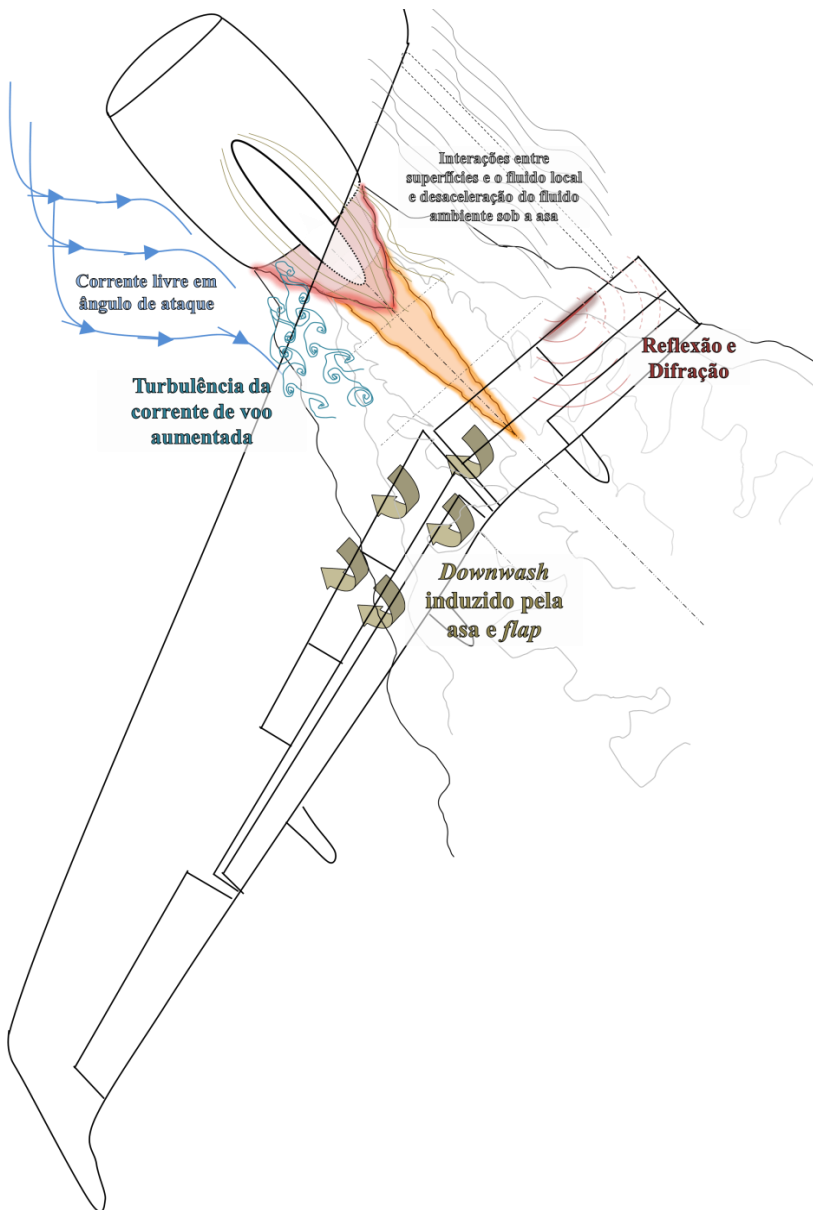 Interações entre
superfícies e o fluido local
e desaceleração do fluido
ambiente sob a asa
Corrente livre em
ângulo de ataque
Reflexão e
Difração
Turbulência da
corrente de voo
aumentada
Downwash
induzido pela
asa e flap